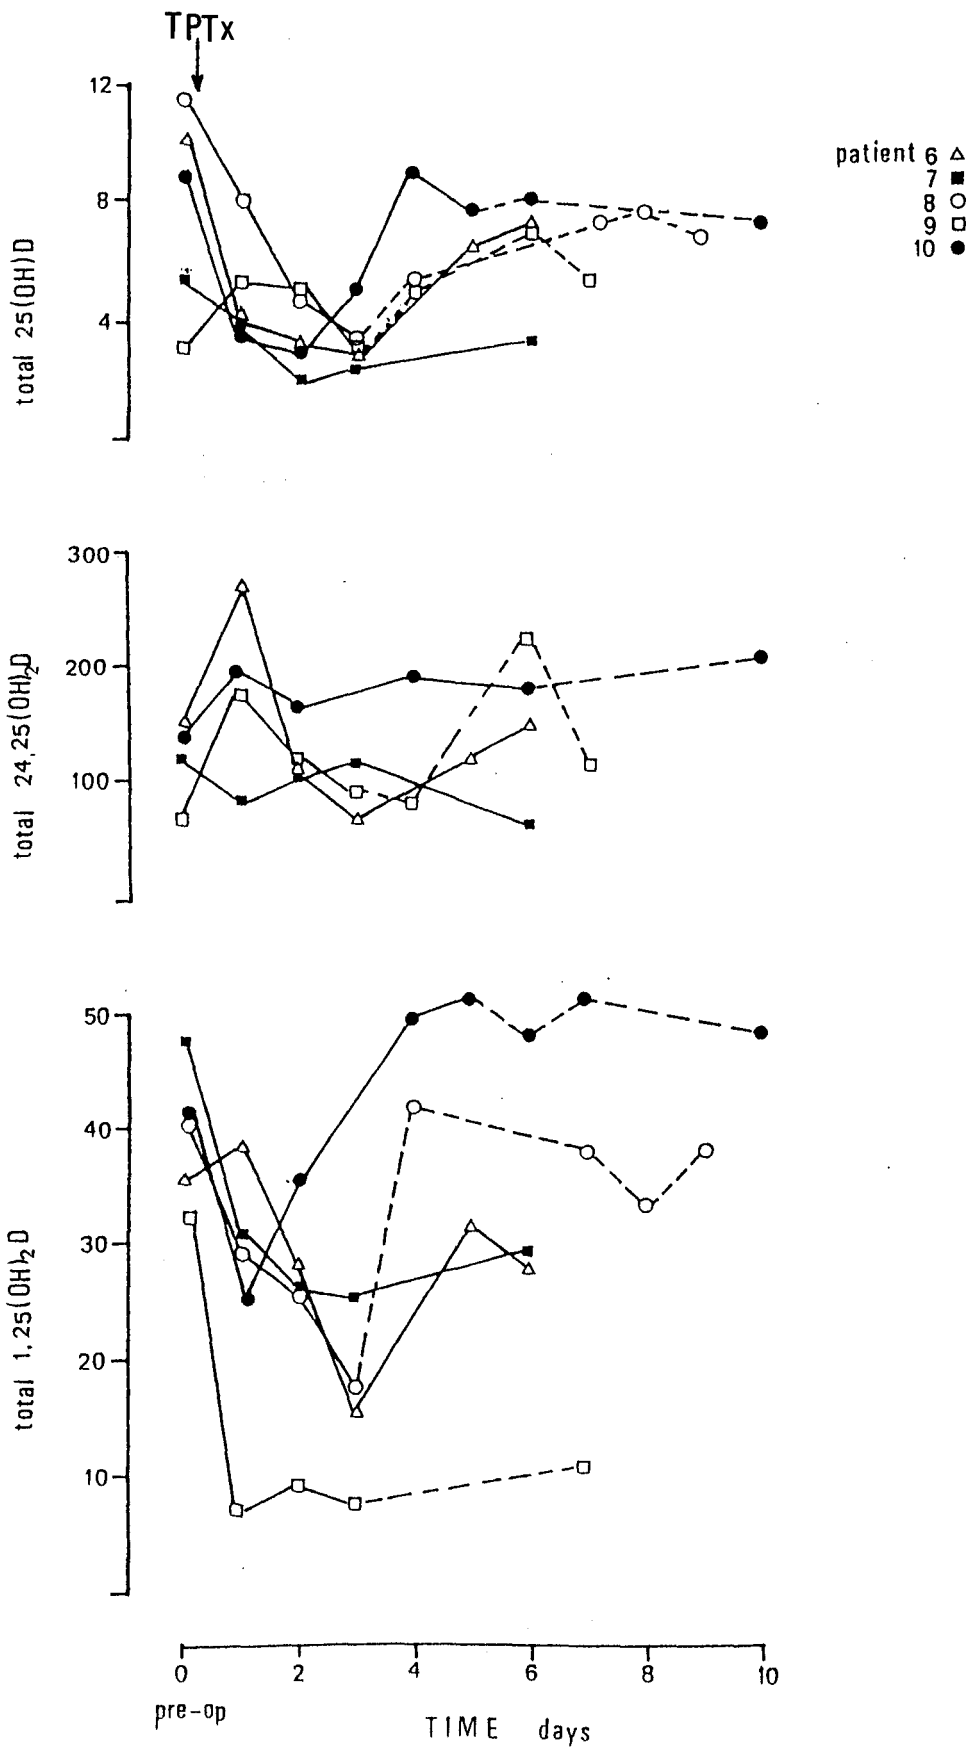 TPTx
12
8
4
total 25(OH)D
patient 6 △
7 ■
8 ○
9 □
10 ●
300
200
100
total 24,25(OH)₂D
50
40
30
20
10
total 1,25(OH)₂D
0 2 4 6 8 10
pre-op
TIME days